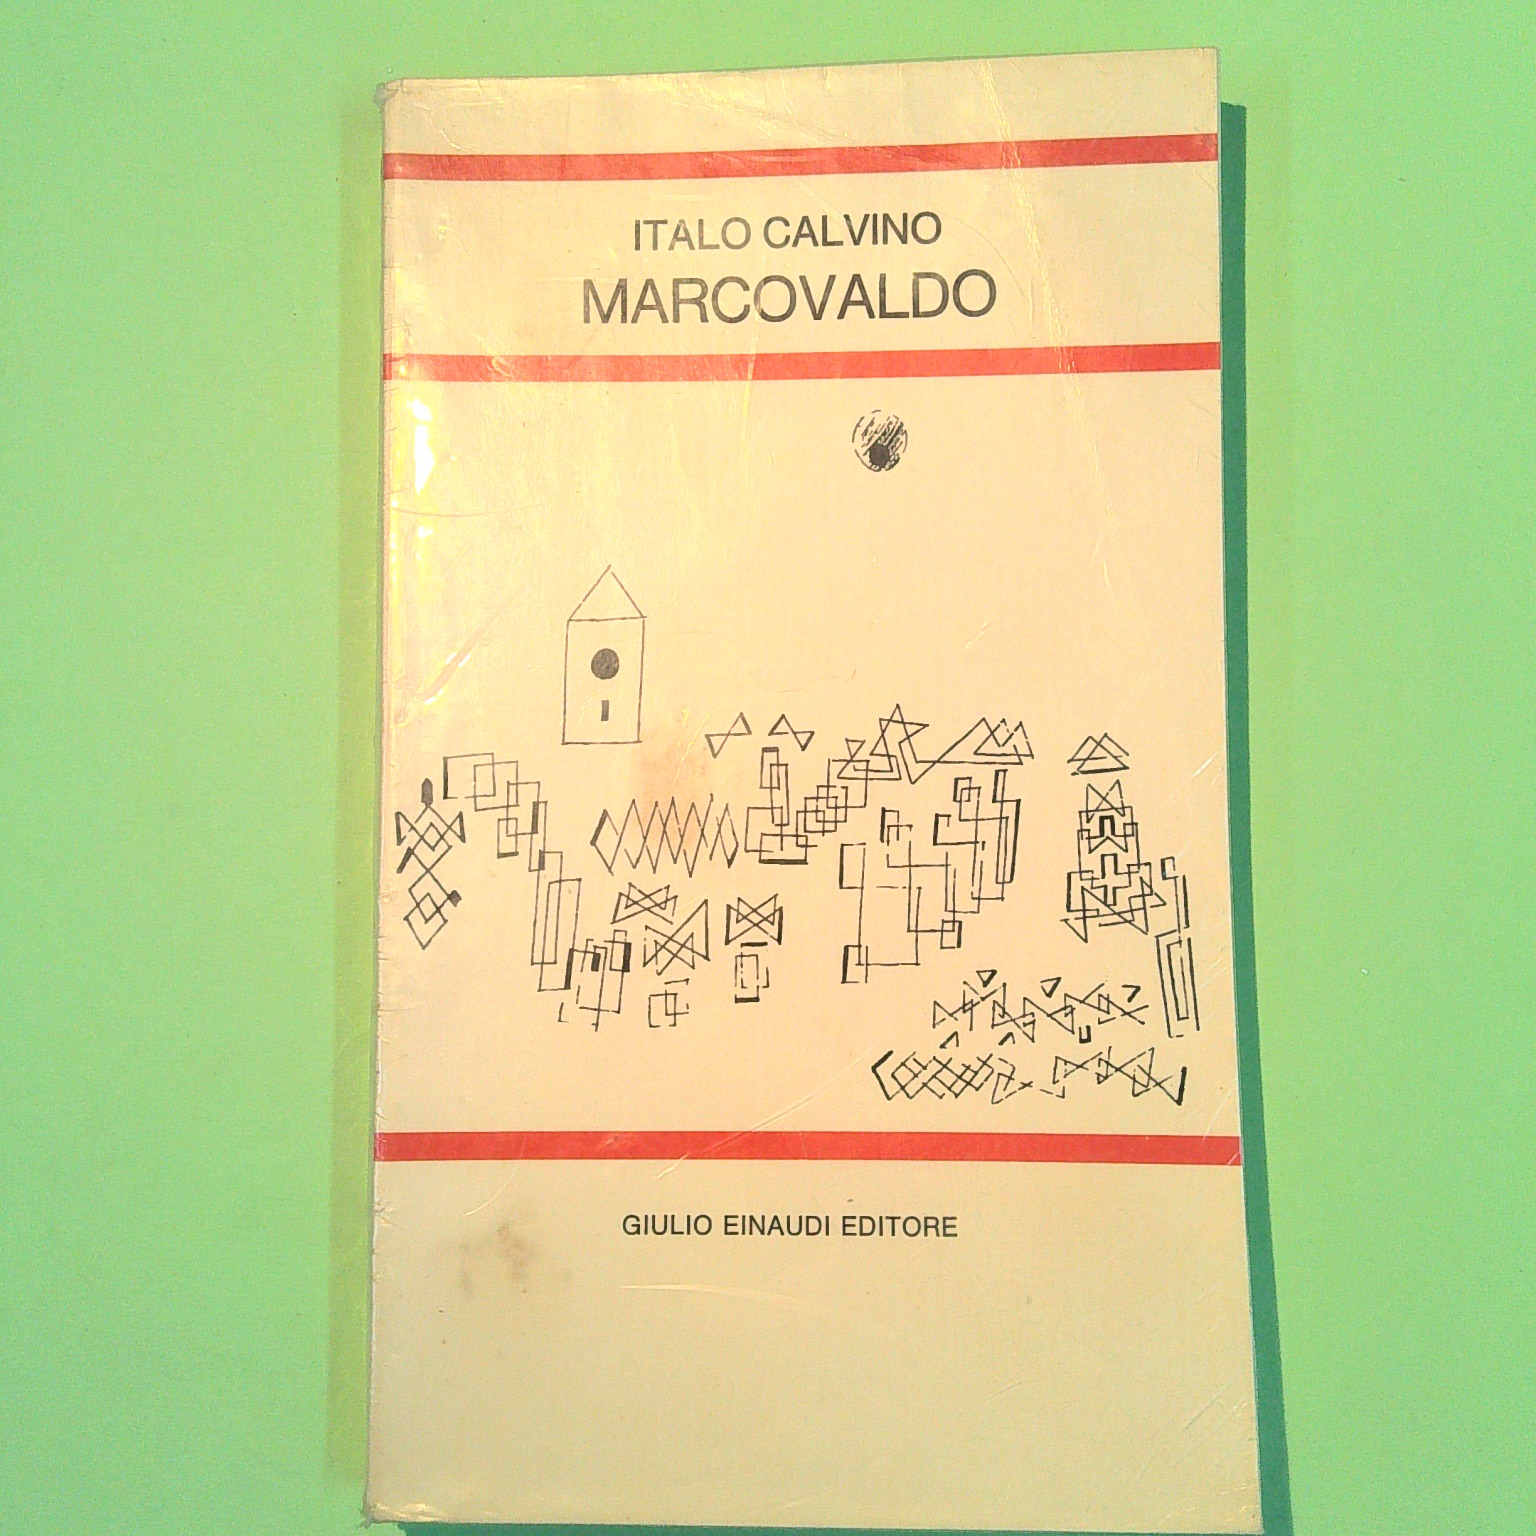 ITALO CALVINO
MARCOVALDO
GIULIO EINAUDI EDITORE